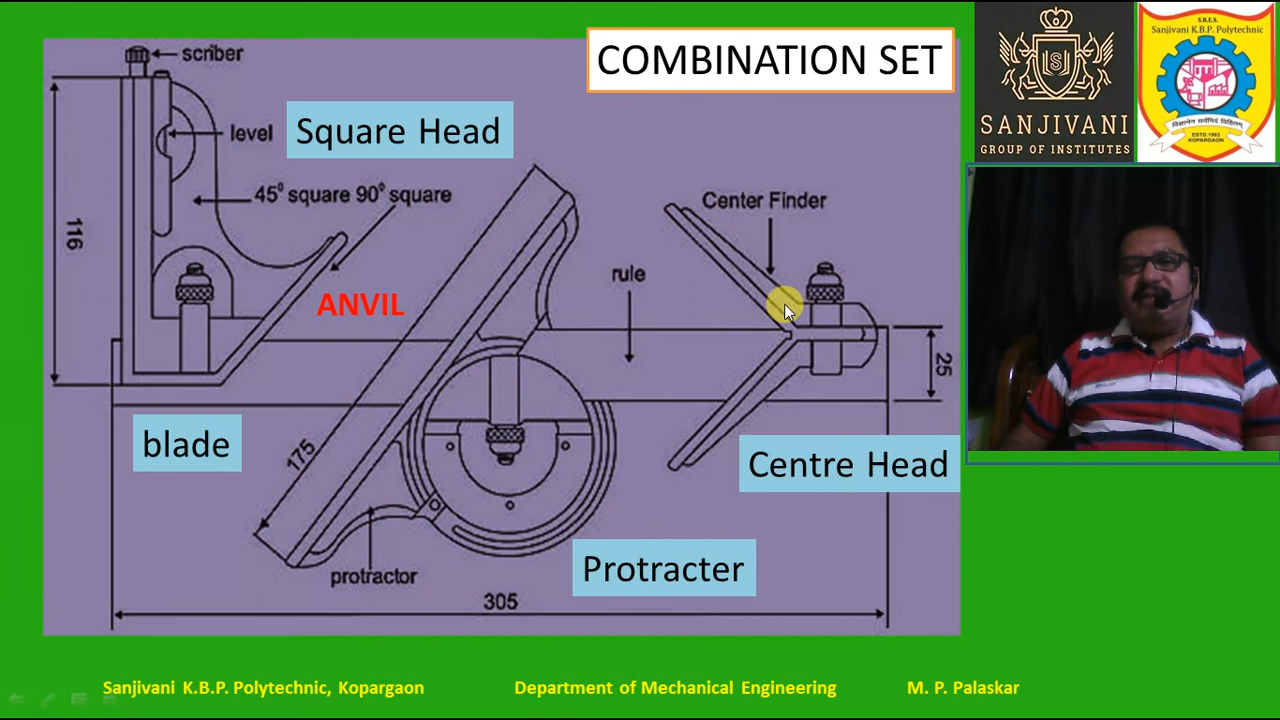 COMBINATION SET
scriber
level
Square Head
45° square 90° square
116
ANVIL
Center Finder
rule
25
blade
175
Centre Head
protractor
Protracter
305
SANJIVANI
GROUP OF INSTITUTES
S.R.E.S.
Sanjivani K.B.P. Polytechnic
ESTD.1983
KOPARGAON
Sanjivani K.B.P. Polytechnic, Kopargaon
Department of Mechanical Engineering
M. P. Palaskar